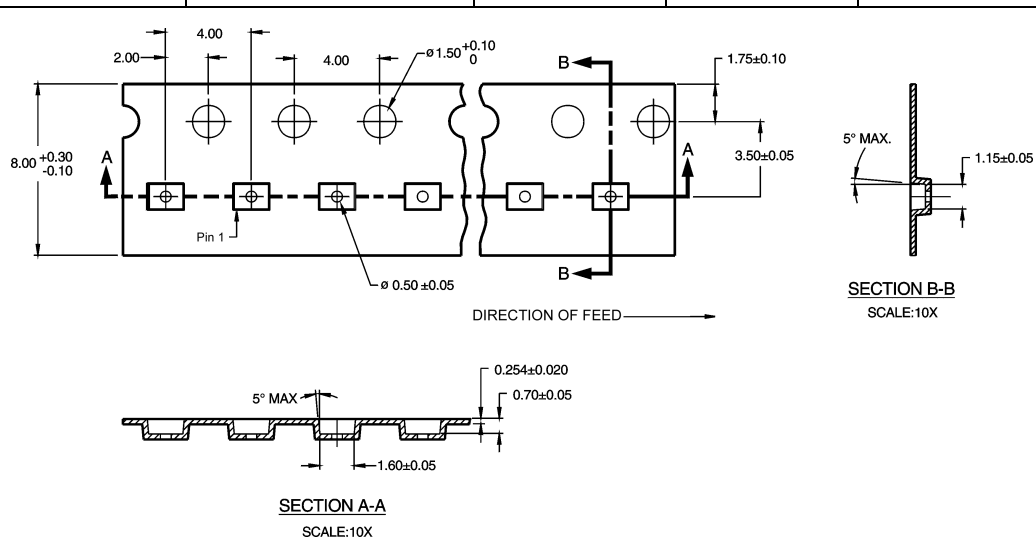 4.00
2.00
4.00
ø1.50 +0.10
0
B
1.75±0.10
8.00 +0.30
-0.10
A
A
3.50±0.05
5° MAX.
1.15±0.05
Pin 1
B
ø 0.50 ±0.05
SECTION B-B
SCALE:10X
DIRECTION OF FEED
0.254±0.020
5° MAX
0.70±0.05
1.60±0.05
SECTION A-A
SCALE:10X